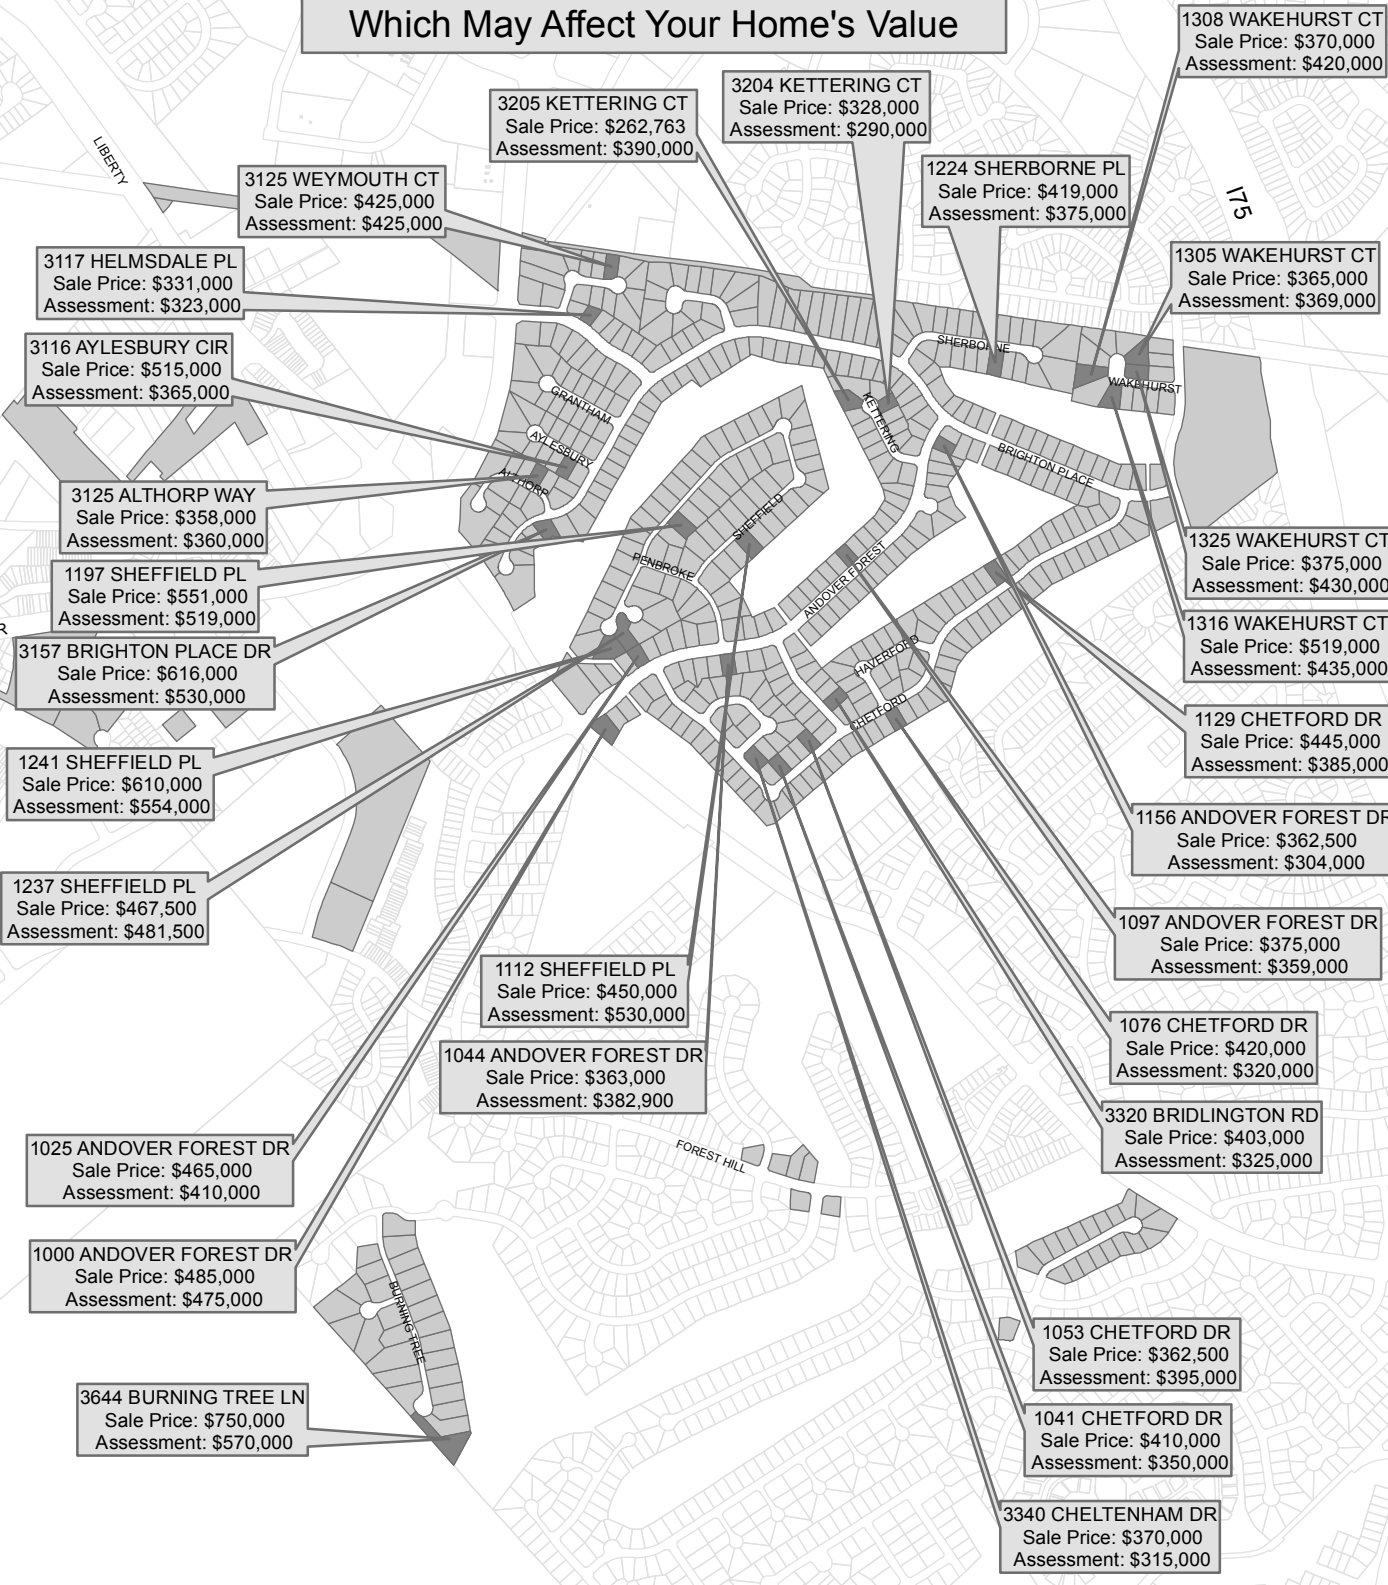 Which May Affect Your Home's Value
1308 WAKEHURST CT
Sale Price: $370,000
Assessment: $420,000
3204 KETTERING CT
Sale Price: $328,000
Assessment: $290,000
3205 KETTERING CT
Sale Price: $262,763
Assessment: $390,000
LIBERTY
1224 SHERBORNE PL
Sale Price: $419,000
Assessment: $375,000
3125 WEYMOUTH CT
Sale Price: $425,000
Assessment: $425,000
I75
3117 HELMSDALE PL
Sale Price: $331,000
Assessment: $323,000
1305 WAKEHURST CT
Sale Price: $365,000
Assessment: $369,000
3116 AYLESBURY CIR
Sale Price: $515,000
Assessment: $365,000
SHERBORNE
WAKEHURST
GRANTHAM
KETTERING
AYLESBURY
BRIGHTON PLACE
ALTHORP
3125 ALTHORP WAY
Sale Price: $358,000
Assessment: $360,000
SHEFFIELD
1325 WAKEHURST CT
Sale Price: $375,000
Assessment: $430,000
1197 SHEFFIELD PL
Sale Price: $551,000
Assessment: $519,000
PENBROKE
ANDOVER FOREST
1316 WAKEHURST CT
Sale Price: $519,000
Assessment: $435,000
R
3157 BRIGHTON PLACE DR
Sale Price: $616,000
Assessment: $530,000
HAVERFORD
CHETFORD
1129 CHETFORD DR
Sale Price: $445,000
Assessment: $385,000
1241 SHEFFIELD PL
Sale Price: $610,000
Assessment: $554,000
1156 ANDOVER FOREST DR
Sale Price: $362,500
Assessment: $304,000
1237 SHEFFIELD PL
Sale Price: $467,500
Assessment: $481,500
1097 ANDOVER FOREST DR
Sale Price: $375,000
Assessment: $359,000
1112 SHEFFIELD PL
Sale Price: $450,000
Assessment: $530,000
1076 CHETFORD DR
Sale Price: $420,000
Assessment: $320,000
1044 ANDOVER FOREST DR
Sale Price: $363,000
Assessment: $382,900
3320 BRIDLINGTON RD
Sale Price: $403,000
Assessment: $325,000
1025 ANDOVER FOREST DR
Sale Price: $465,000
Assessment: $410,000
FOREST HILL
1000 ANDOVER FOREST DR
Sale Price: $485,000
Assessment: $475,000
BURNING TREE
1053 CHETFORD DR
Sale Price: $362,500
Assessment: $395,000
3644 BURNING TREE LN
Sale Price: $750,000
Assessment: $570,000
1041 CHETFORD DR
Sale Price: $410,000
Assessment: $350,000
3340 CHELTENHAM DR
Sale Price: $370,000
Assessment: $315,000